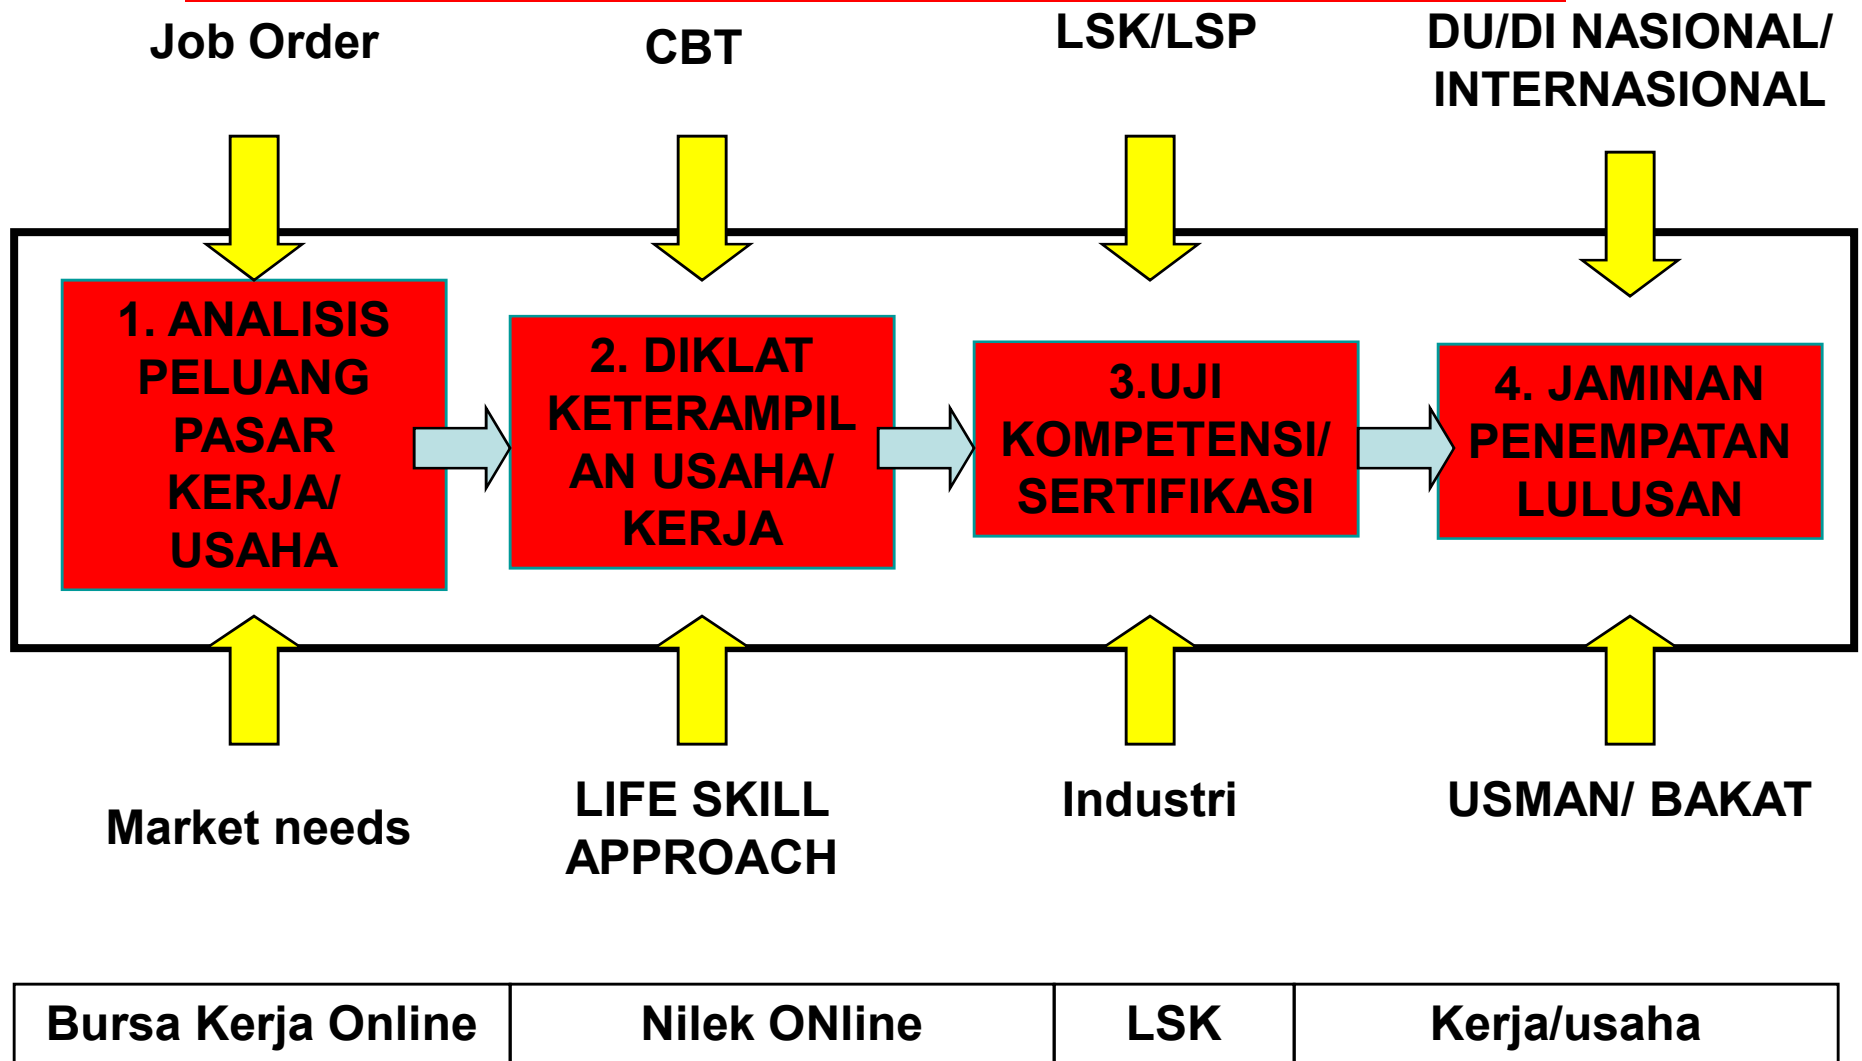 Job Order
CBT
LSK/LSP
DU/DI NASIONAL/
INTERNASIONAL
1. ANALISIS
PELUANG
PASAR
KERJA/
USAHA
2. DIKLAT
KETERAMPIL
AN USAHA/
KERJA
3.UJI
KOMPETENSI/
SERTIFIKASI
4. JAMINAN
PENEMPATAN
LULUSAN
Market needs
LIFE SKILL
APPROACH
Industri
USMAN/ BAKAT
Bursa Kerja Online
Nilek ONline
LSK
Kerja/usaha